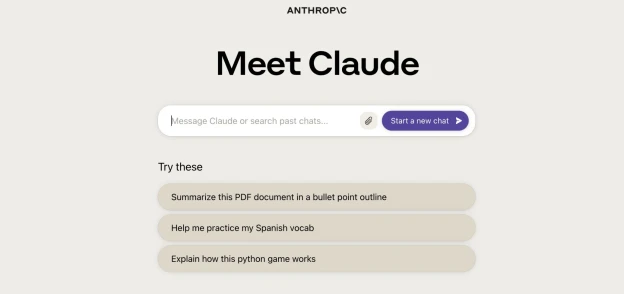 ANTHROP\C
Meet Claude
Message Claude or search past chats...
Start a new chat
Try these
Summarize this PDF document in a bullet point outline
Help me practice my Spanish vocab
Explain how this python game works